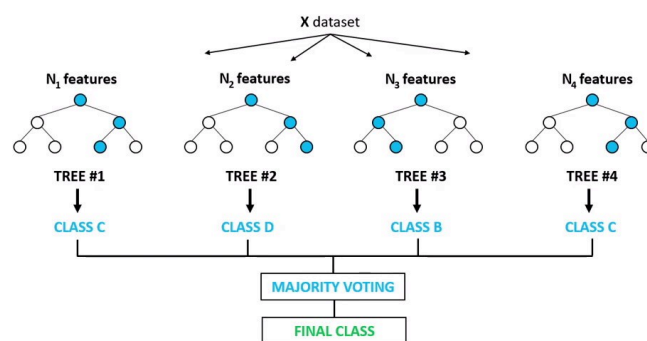 X dataset
N₁ features N₂ features N₃ features N₄ features
TREE #1 TREE #2 TREE #3 TREE #4
CLASS C CLASS D CLASS B CLASS C
MAJORITY VOTING
FINAL CLASS